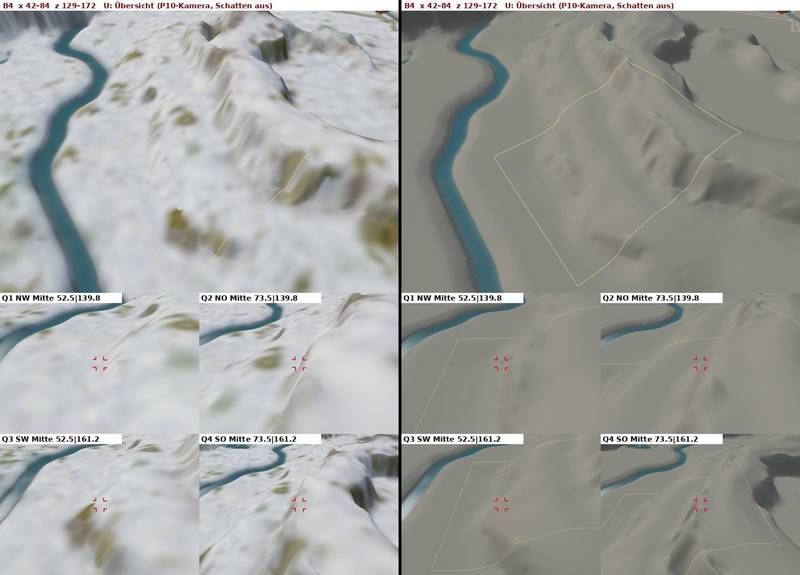 B4 x 42-84 z 129-172 U: Übersicht (P10-Kamera, Schatten aus)
B4 x 42-84 z 129-172 U: Übersicht (P10-Kamera, Schatten aus)
Q1 NW Mitte 52.5|139.8
Q2 NO Mitte 73.5|139.8
Q1 NW Mitte 52.5|139.8
Q2 NO Mitte 73.5|139.8
Q3 SW Mitte 52.5|161.2
Q4 SO Mitte 73.5|161.2
Q3 SW Mitte 52.5|161.2
Q4 SO Mitte 73.5|161.2